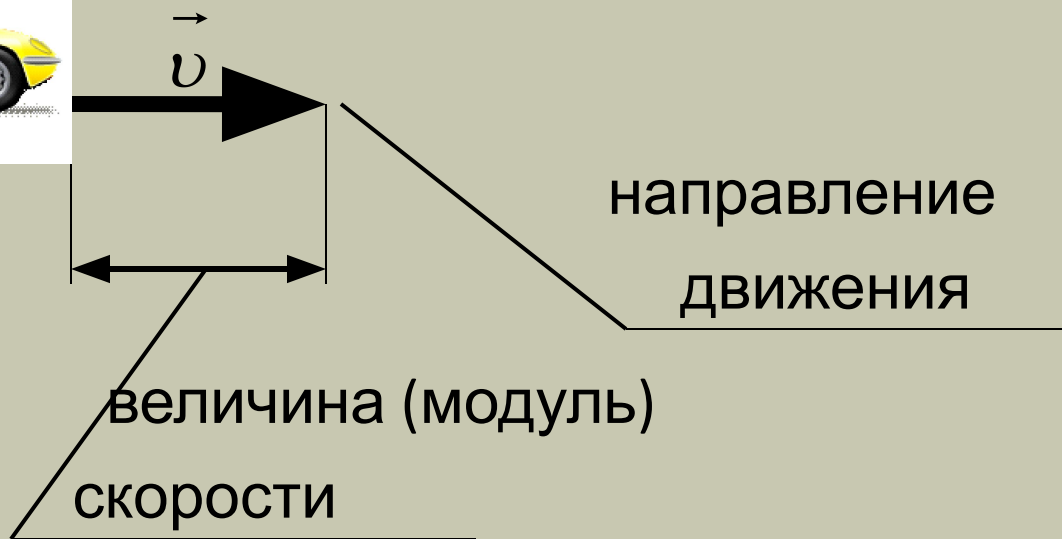 υ⃗
направление
движения
величина (модуль)
скорости